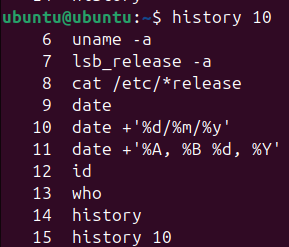 ubuntu@ubuntu:~$ history 10
6 uname -a
7 lsb_release -a
8 cat /etc/*release
9 date
10 date +'%d/%m/%y'
11 date +'%A, %B %d, %Y'
12 id
13 who
14 history
15 history 10